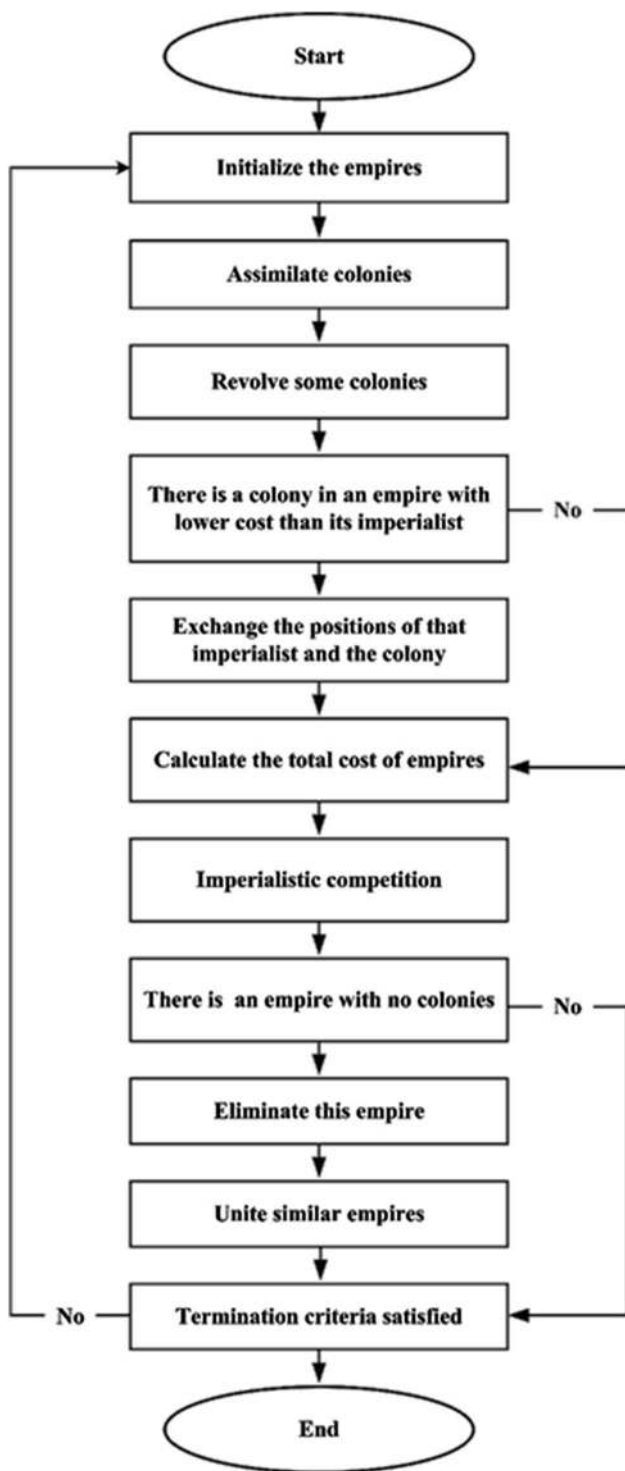 Start
Initialize the empires
Assimilate colonies
Revolve some colonies
There is a colony in an empire with
lower cost than its imperialist
No
Exchange the positions of that
imperialist and the colony
Calculate the total cost of empires
Imperialistic competition
There is an empire with no colonies
No
Eliminate this empire
Unite similar empires
No
Termination criteria satisfied
End